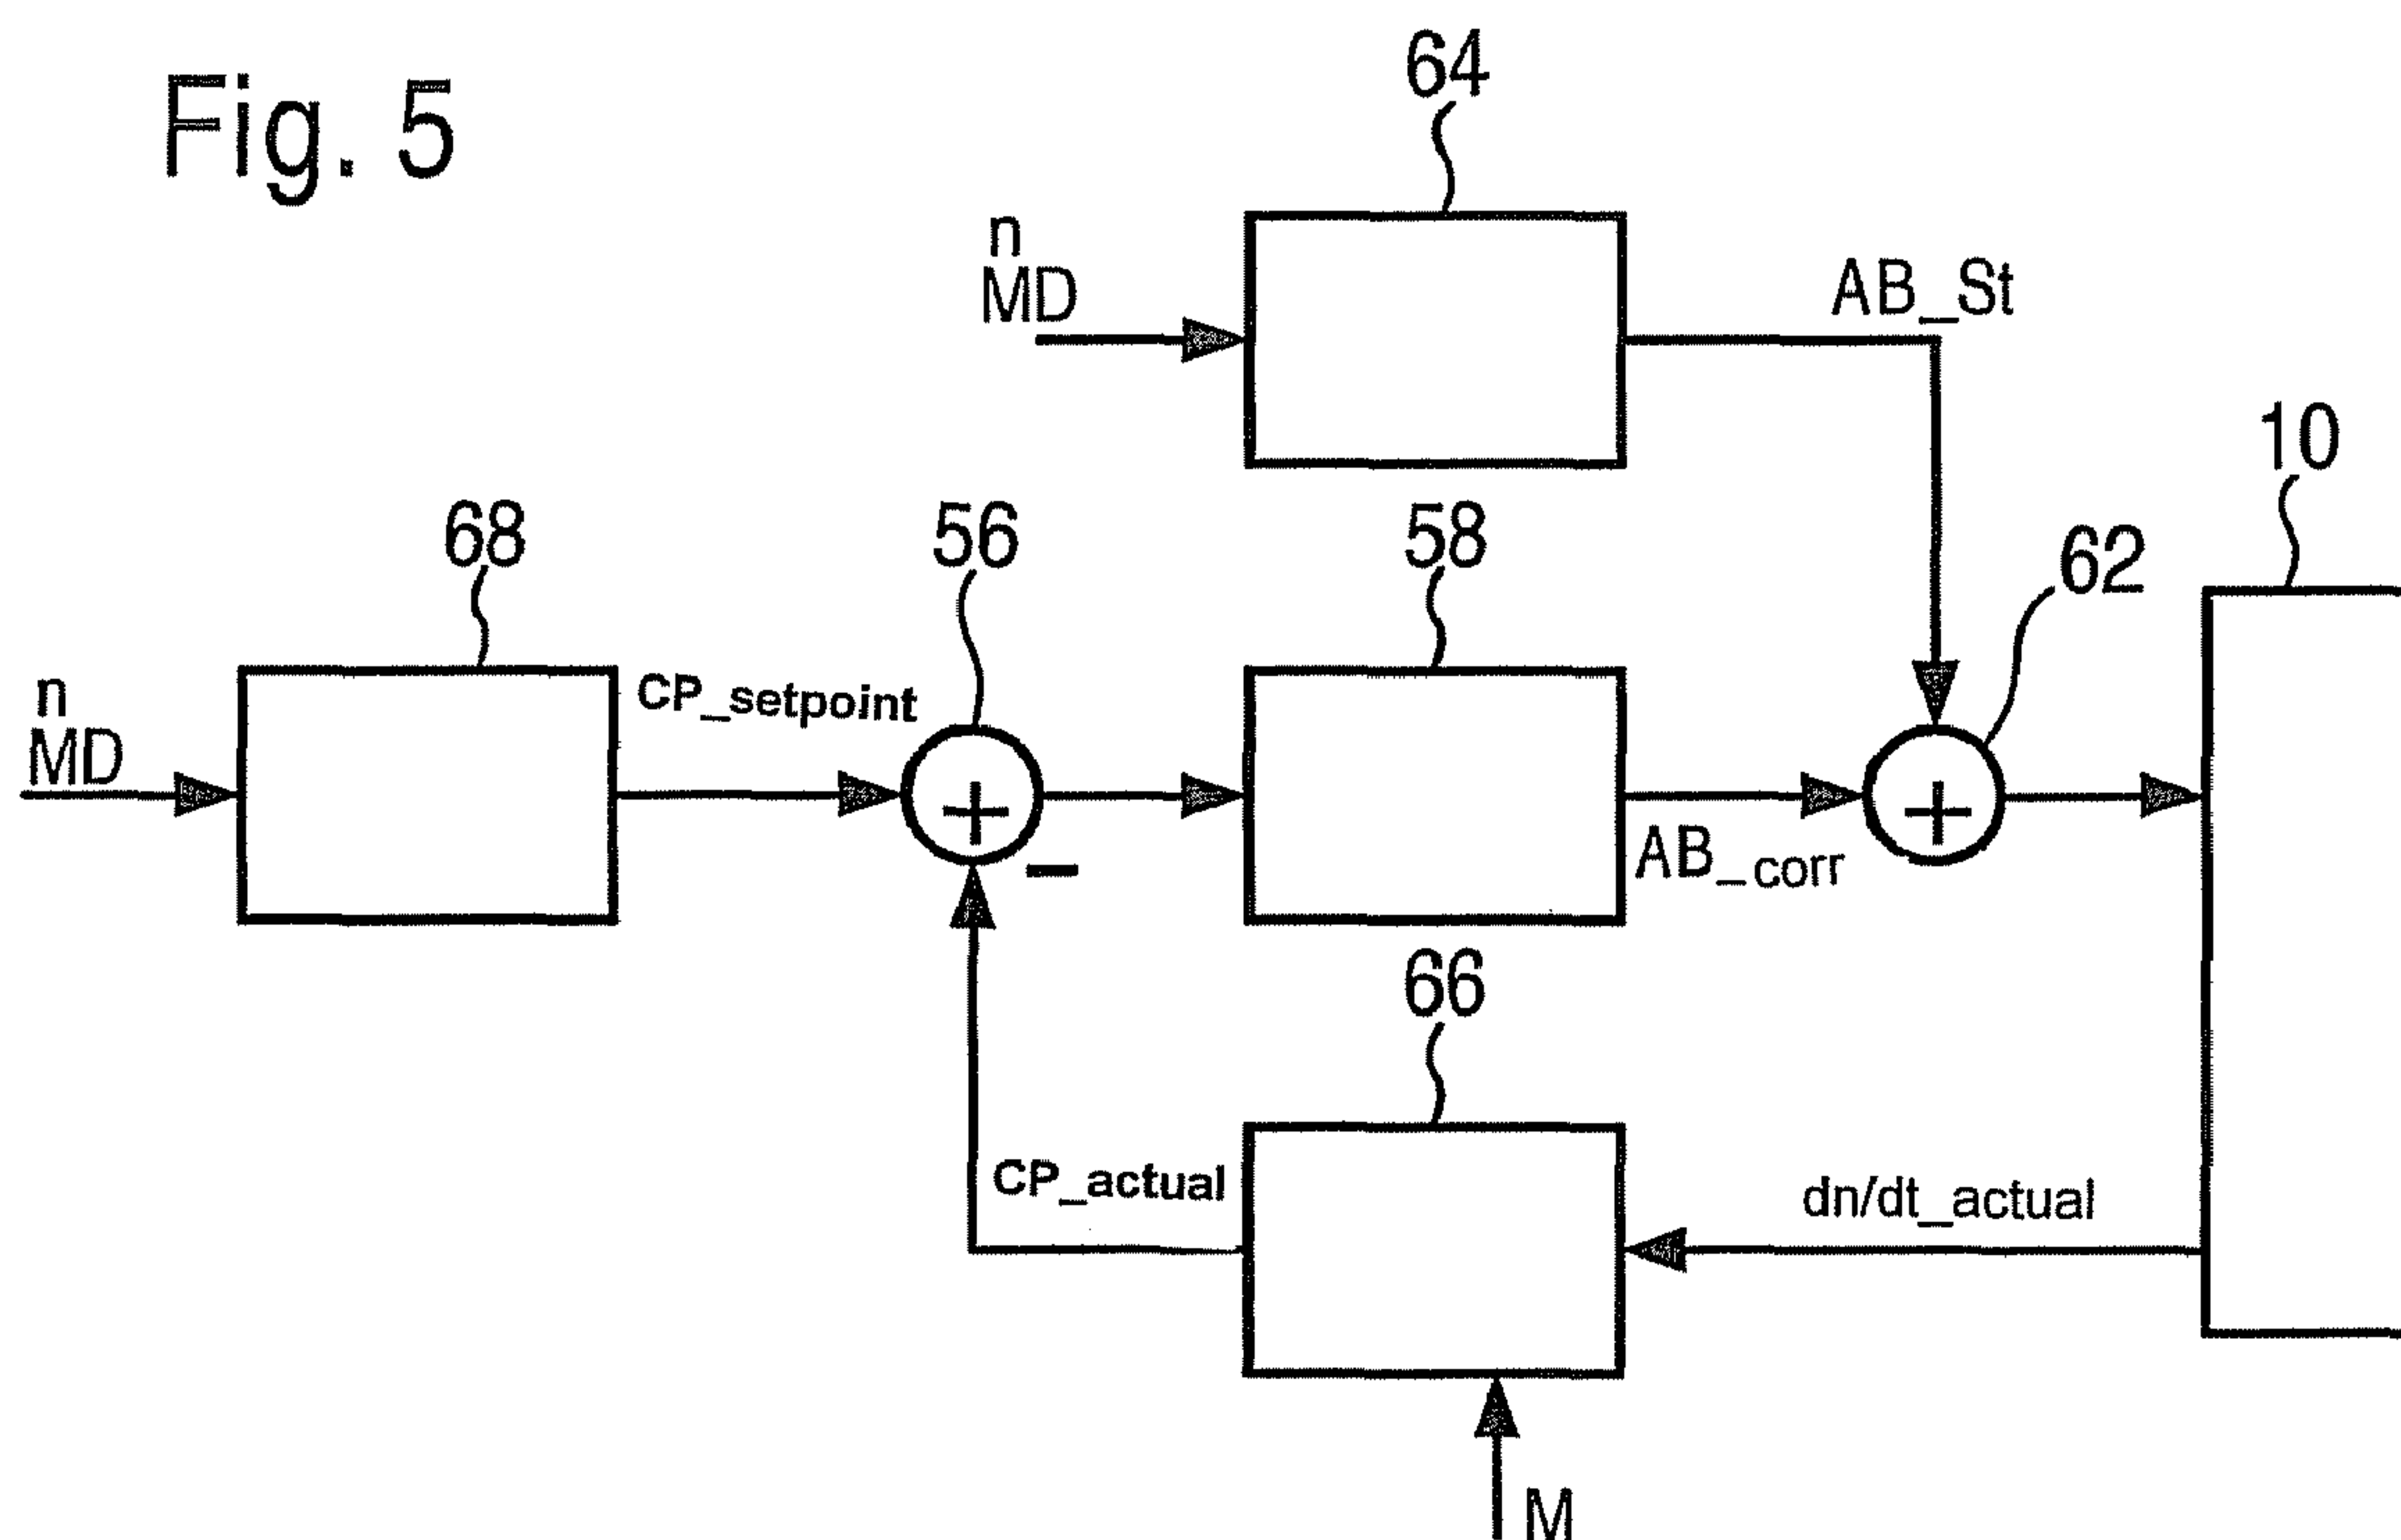 Fig. 5
64
n
MD
AB_St
10
68
56
58
62
n
MD
CP_setpoint
+
–
+
AB_corr
66
CP_actual
dn/dt_actual
M